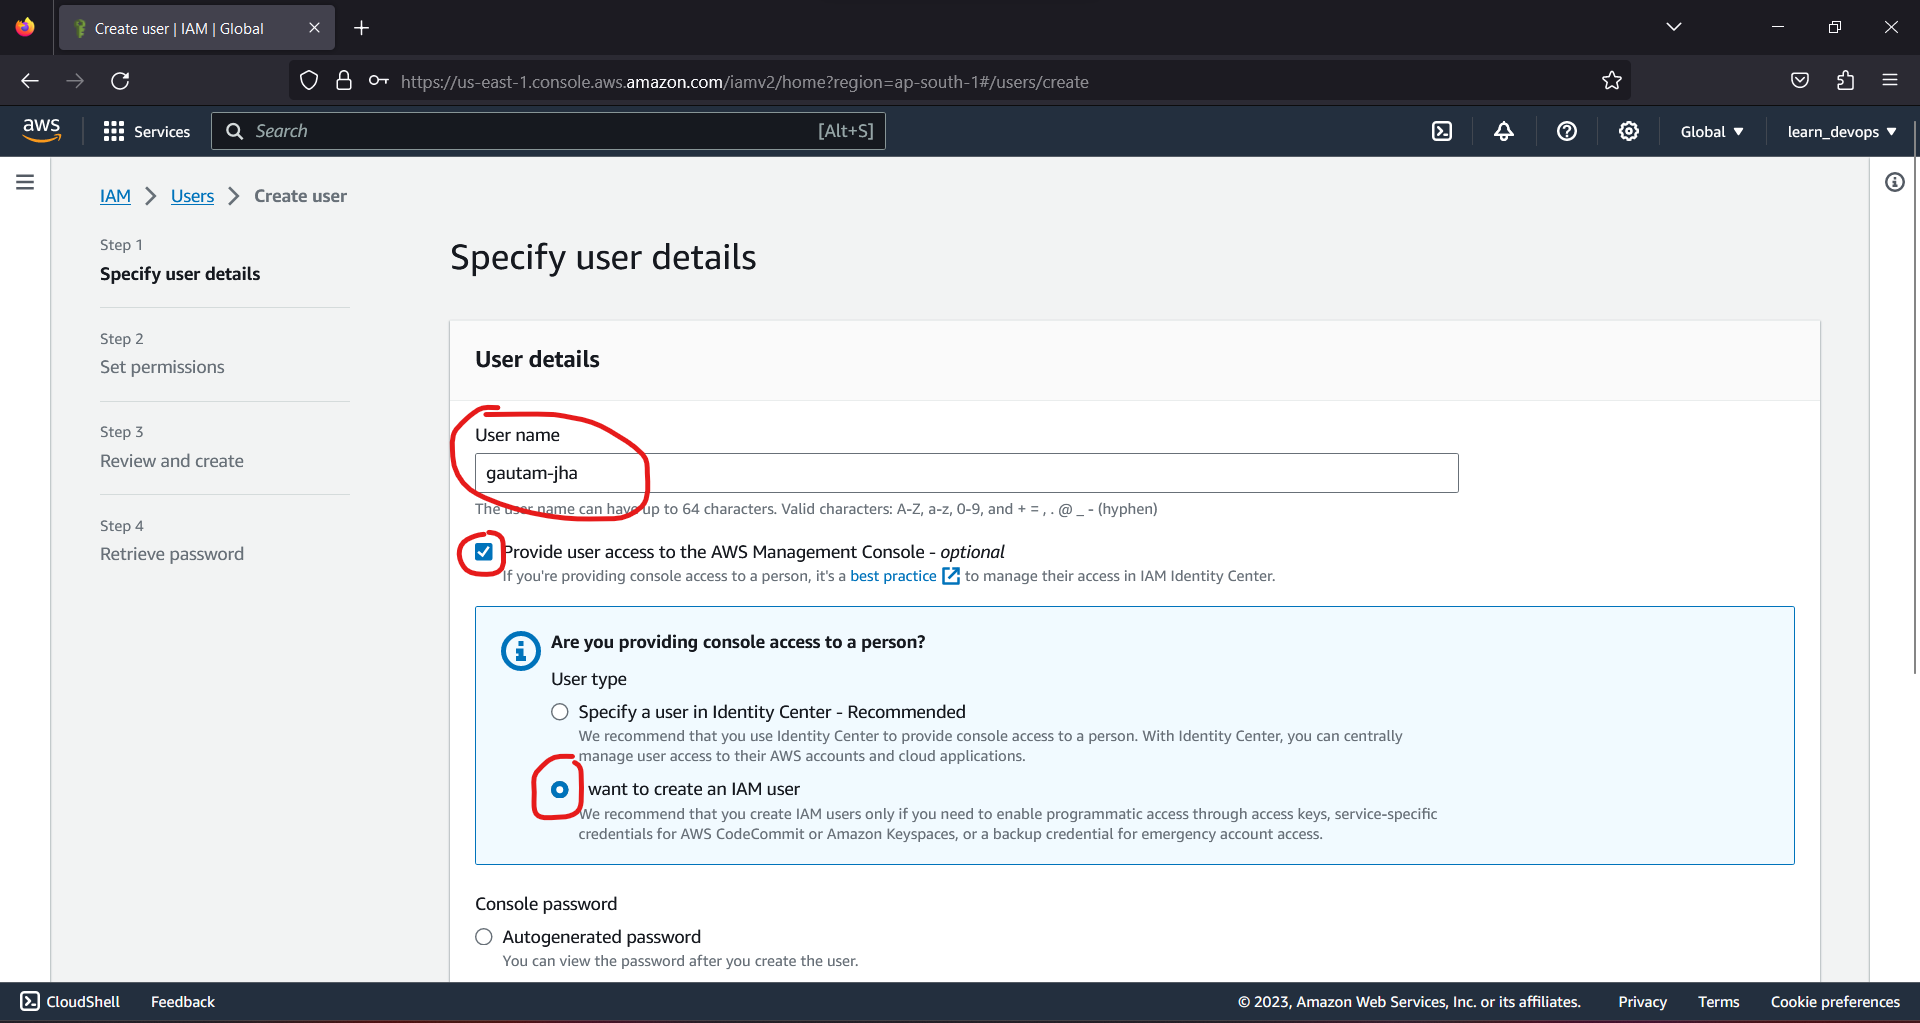 Create user | IAM | Global
https://us-east-1.console.aws.amazon.com/iamv2/home?region=ap-south-1#/users/create
aws
Services
Search
[Alt+S]
Global
learn_devops
IAM
Users
Create user
Step 1
Specify user details
Step 2
Set permissions
Step 3
Review and create
Step 4
Retrieve password
Specify user details
User details
User name
gautam-jha
The user name can have up to 64 characters. Valid characters: A-Z, a-z, 0-9, and + = , . @ _ - (hyphen)
Provide user access to the AWS Management Console - optional
If you're providing console access to a person, it's a best practice to manage their access in IAM Identity Center.
Are you providing console access to a person?
User type
Specify a user in Identity Center - Recommended
We recommend that you use Identity Center to provide console access to a person. With Identity Center, you can centrally
manage user access to their AWS accounts and cloud applications.
want to create an IAM user
We recommend that you create IAM users only if you need to enable programmatic access through access keys, service-specific
credentials for AWS CodeCommit or Amazon Keyspaces, or a backup credential for emergency account access.
Console password
Autogenerated password
You can view the password after you create the user.
CloudShell
Feedback
© 2023, Amazon Web Services, Inc. or its affiliates.
Privacy
Terms
Cookie preferences